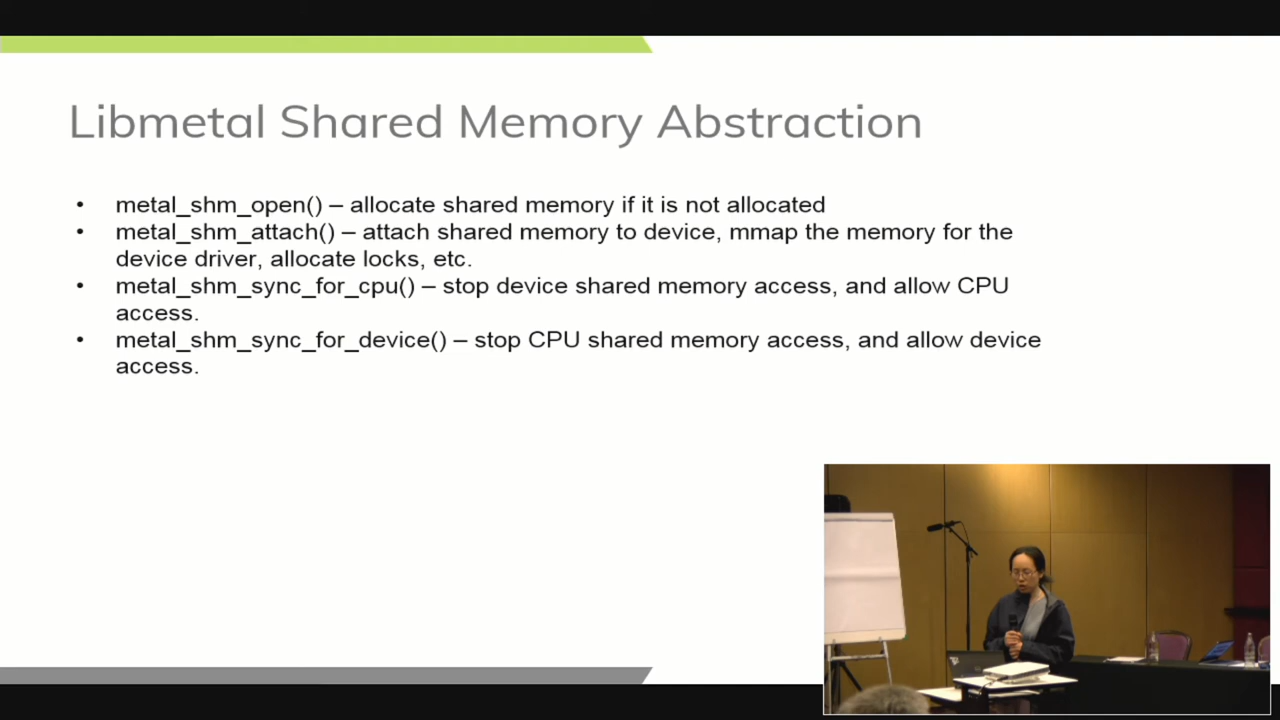 Libmetal Shared Memory Abstraction
• metal_shm_open() – allocate shared memory if it is not allocated
• metal_shm_attach() – attach shared memory to device, mmap the memory for the
device driver, allocate locks, etc.
• metal_shm_sync_for_cpu() – stop device shared memory access, and allow CPU
access.
• metal_shm_sync_for_device() – stop CPU shared memory access, and allow device
access.